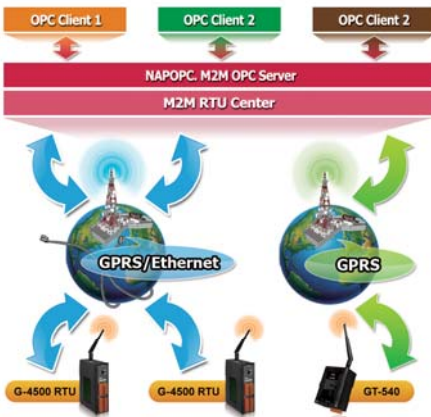 OPC Client 1
OPC Client 2
OPC Client 2
NAPOPC. M2M OPC Server
M2M RTU Center
GPRS/Ethernet
GPRS
G-4500 RTU
G-4500 RTU
GT-540